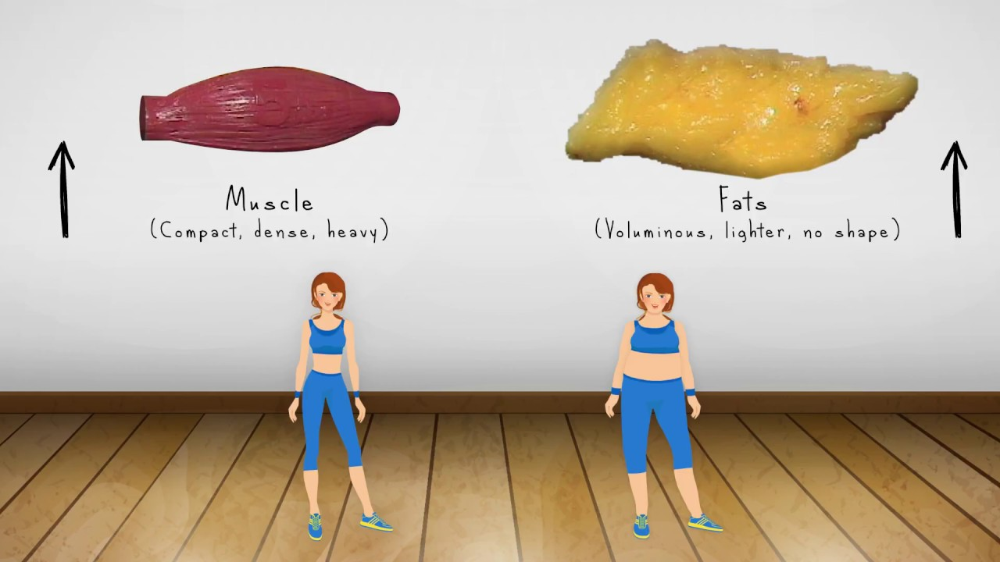 Muscle
(Compact, dense, heavy)
Fats
(Voluminous, lighter, no shape)